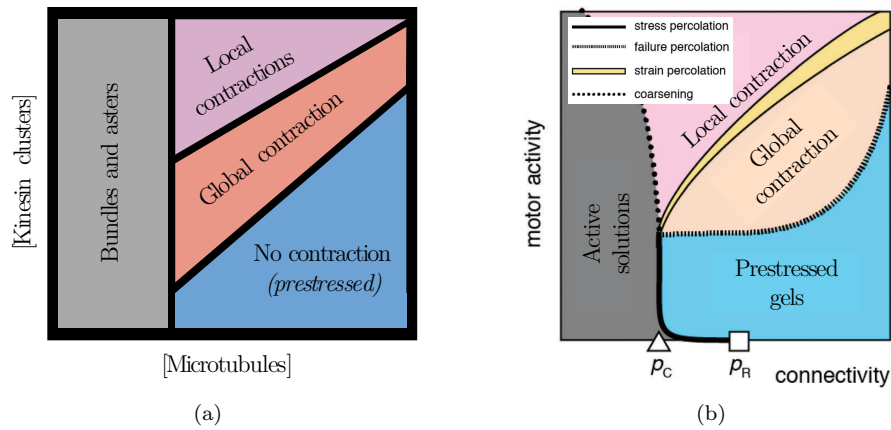 [Kinesin clusters]
Bundles and asters
Local
contractions
Global contraction
No contraction
(prestressed)
[Microtubules]
(a)
motor activity
stress percolation
failure percolation
strain percolation
coarsening
Local contraction
Global
contraction
Active
solutions
Prestressed
gels
pC
pR
connectivity
(b)